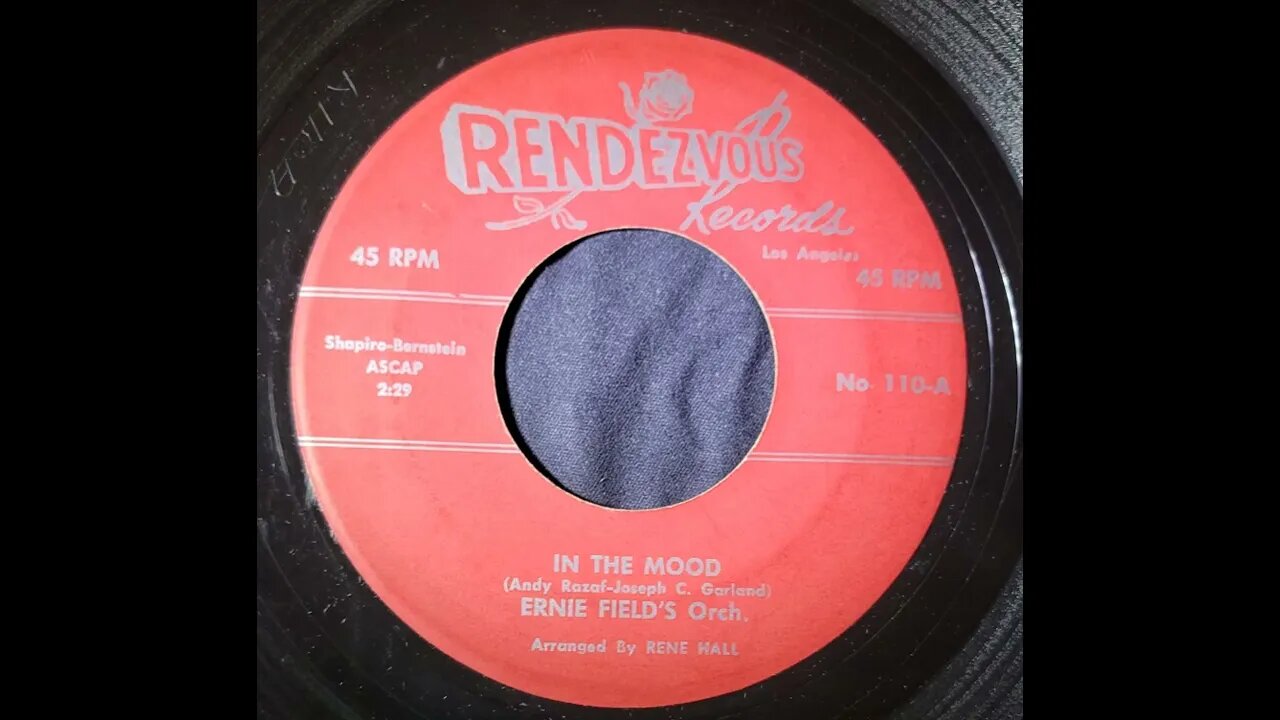 RENDEZVOUS
Records
Los Angeles
45 RPM
45 RPM
Shapiro-Bernstein
ASCAP
2:29
No. 110-A
IN THE MOOD
(Andy Razaf-Joseph C. Garland)
ERNIE FIELD'S Orch.
Arranged By RENE HALL